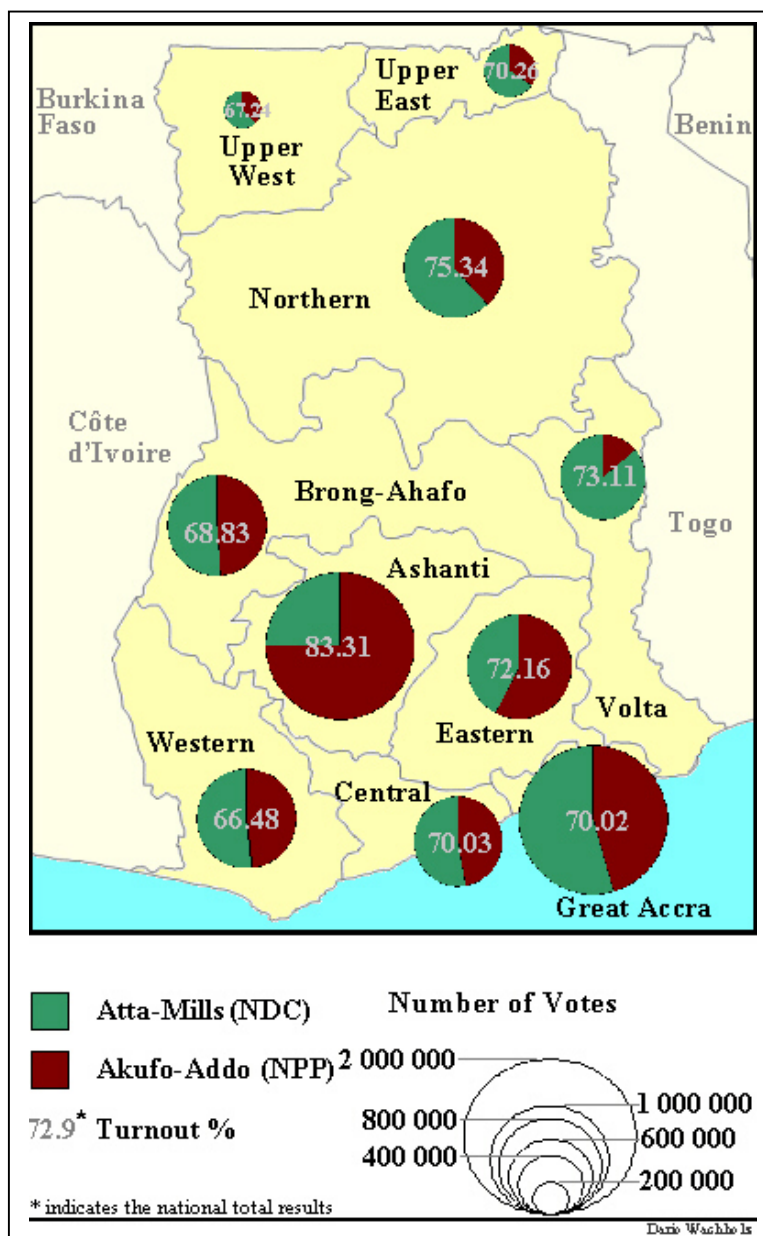 Burkina
Faso
67.24
Upper
West
Upper
East
70.26
Benin
75.34
Northern
Côte
d'Ivoire
Brong-Ahafo
68.83
73.11
Togo
Ashanti
83.31
72.16
Eastern
Volta
Western
66.48
Central
70.03
70.02
Great Accra
Atta-Mills (NDC)
Akufo-Addo (NPP)
72.9* Turnout %
* indicates the national total results
Number of Votes
2 000 000
1 000 000
800 000
600 000
400 000
200 000
Dario Wachholz